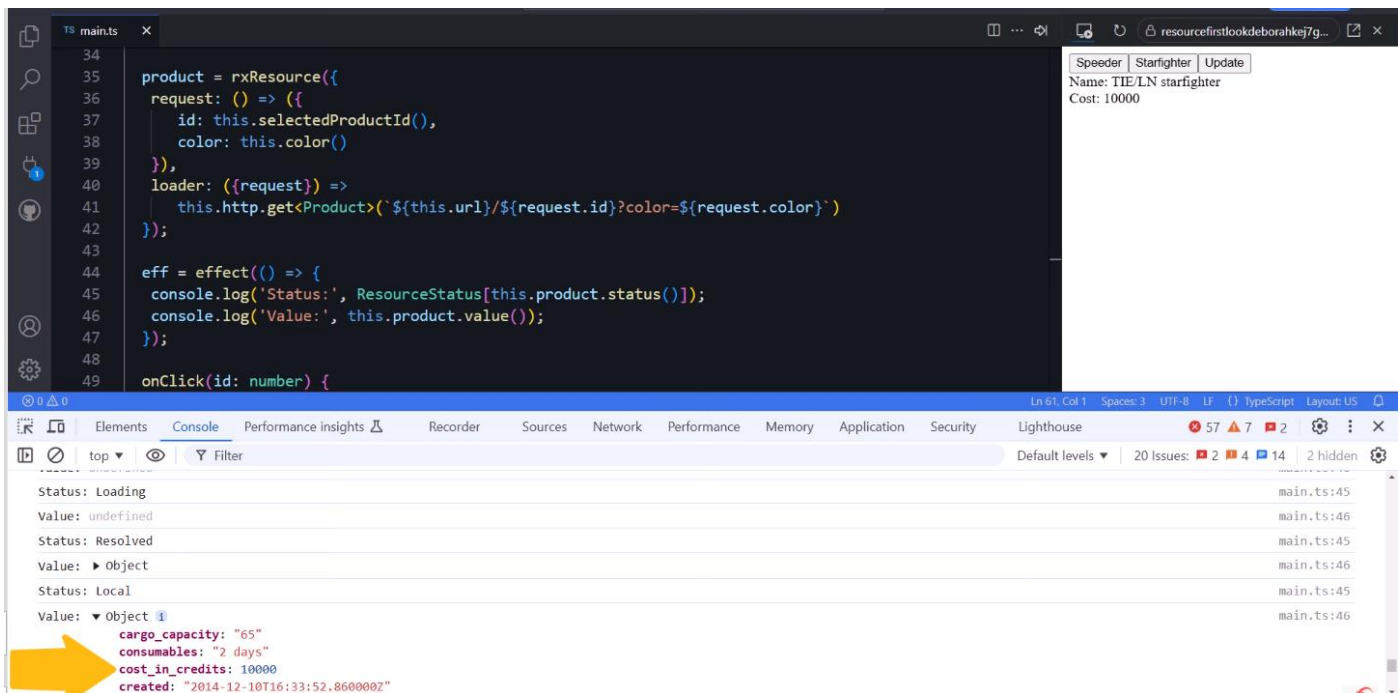 TS main.ts ×
resourcefirstlookdeborahkej7g...
34
35 product = rxResource({
36 request: () => ({
37 id: this.selectedProductId(),
38 color: this.color()
39 }),
40 loader: ({request}) =>
41 this.http.get<Product>(`${this.url}/${request.id}?color=${request.color}`)
42 });
43
44 eff = effect(() => {
45 console.log('Status:', ResourceStatus[this.product.status()]);
46 console.log('Value:', this.product.value());
47 });
48
49 onClick(id: number) {
Speeder Starfighter Update
Name: TIE/LN starfighter
Cost: 10000
1
0 0 Ln 61, Col 1 Spaces: 3 UTF-8 LF {} TypeScript Layout: US
Elements Console Performance insights Recorder Sources Network Performance Memory Application Security Lighthouse 57 7 2
top Filter Default levels 20 Issues: 2 4 14 2 hidden
Status: Loading main.ts:45
Value: undefined main.ts:46
Status: Resolved main.ts:45
Value: Object main.ts:46
Status: Local main.ts:45
Value: Object i main.ts:46
cargo_capacity: "65"
consumables: "2 days"
cost_in_credits: 10000
created: "2014-12-10T16:33:52.860000Z"